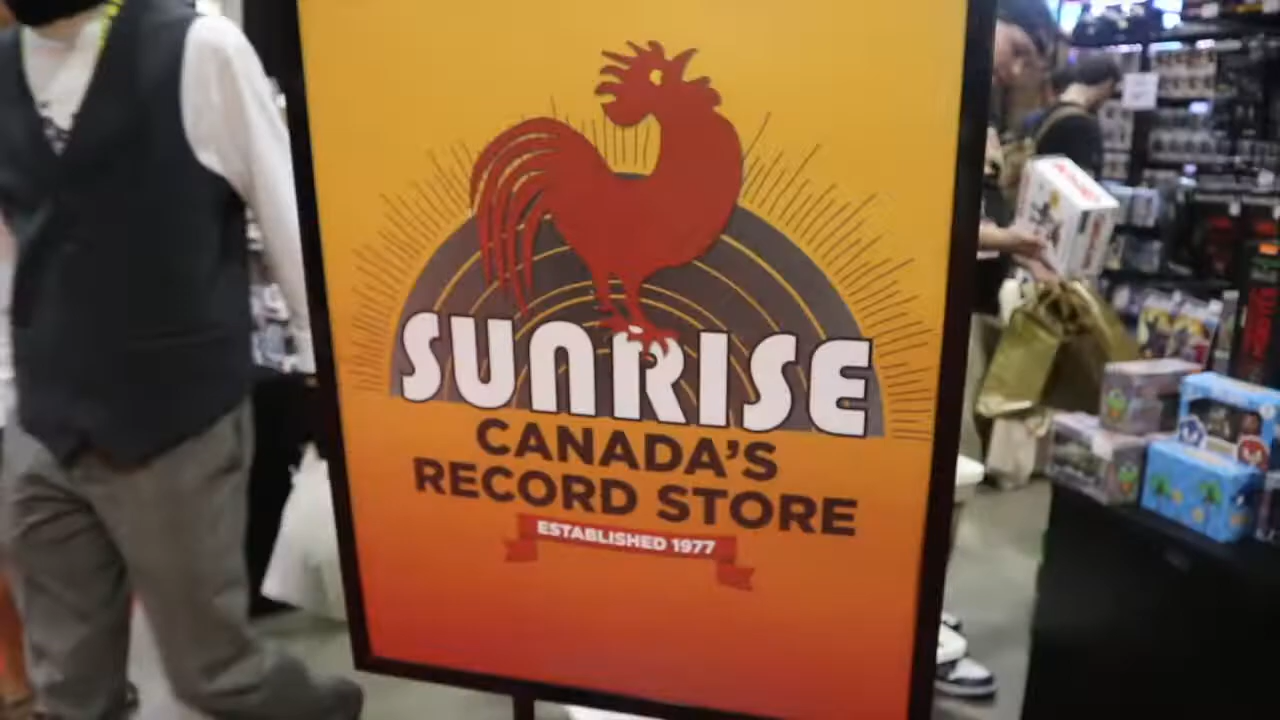 SUNRISE
CANADA'S
RECORD STORE
ESTABLISHED 1977